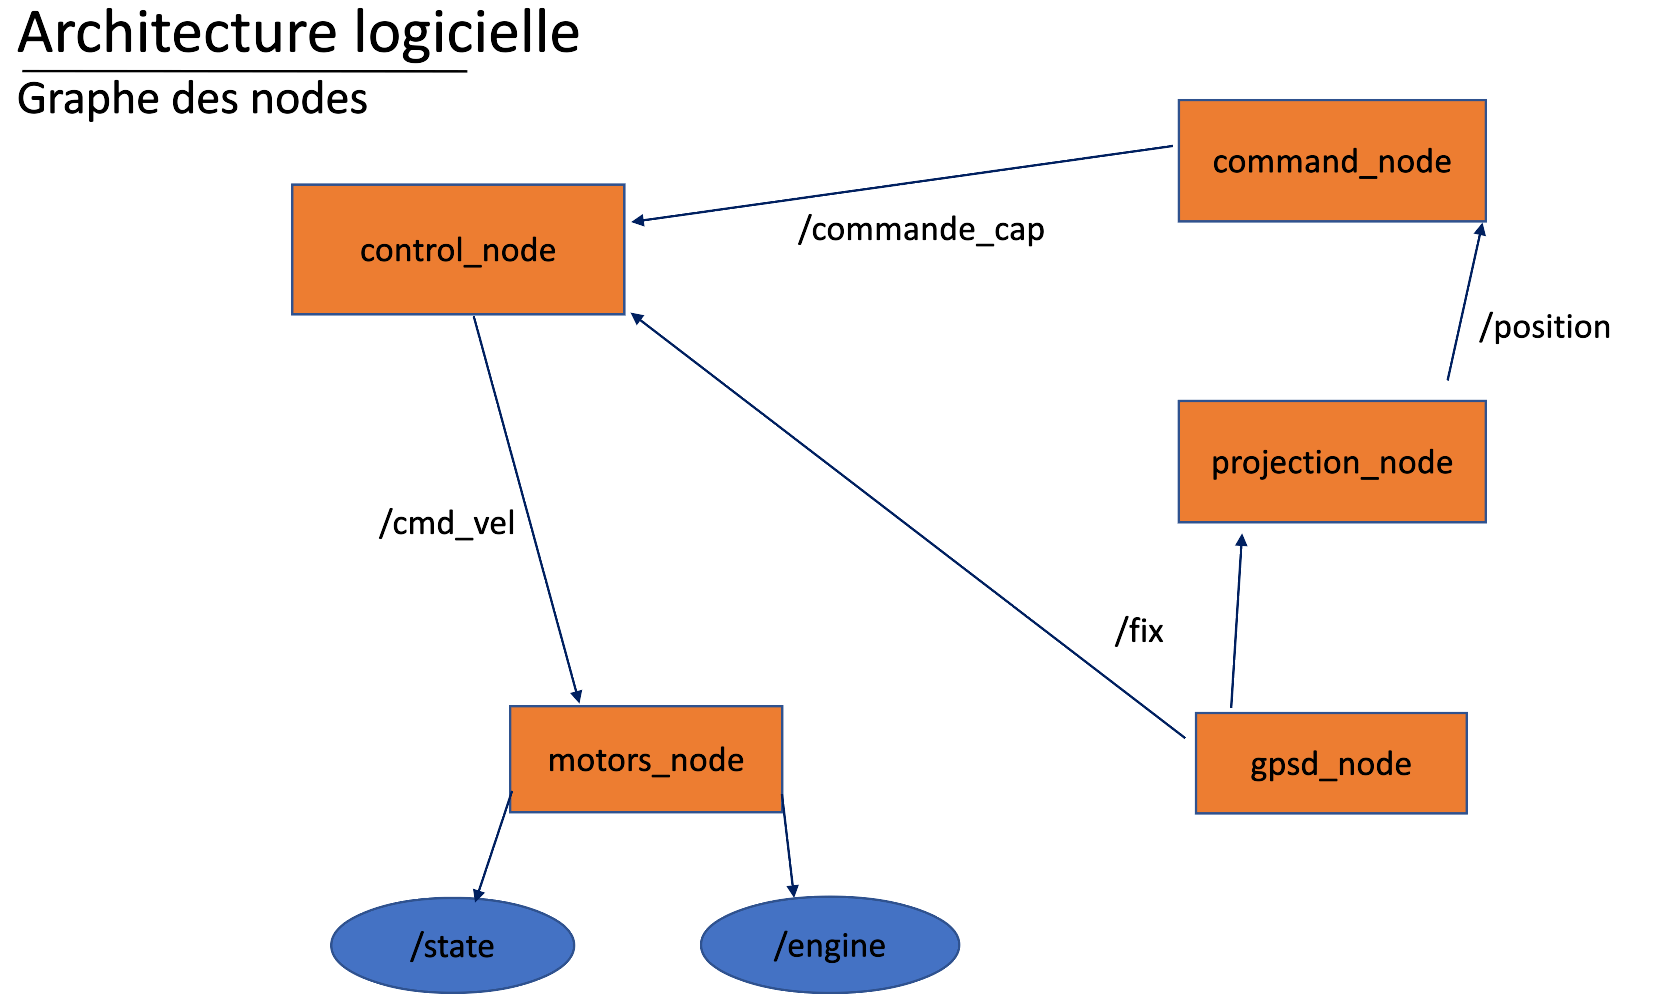 Architecture logicielle
Graphe des nodes
command_node
/commande_cap
control_node
/position
projection_node
/cmd_vel
/fix
motors_node
gpsd_node
/state
/engine